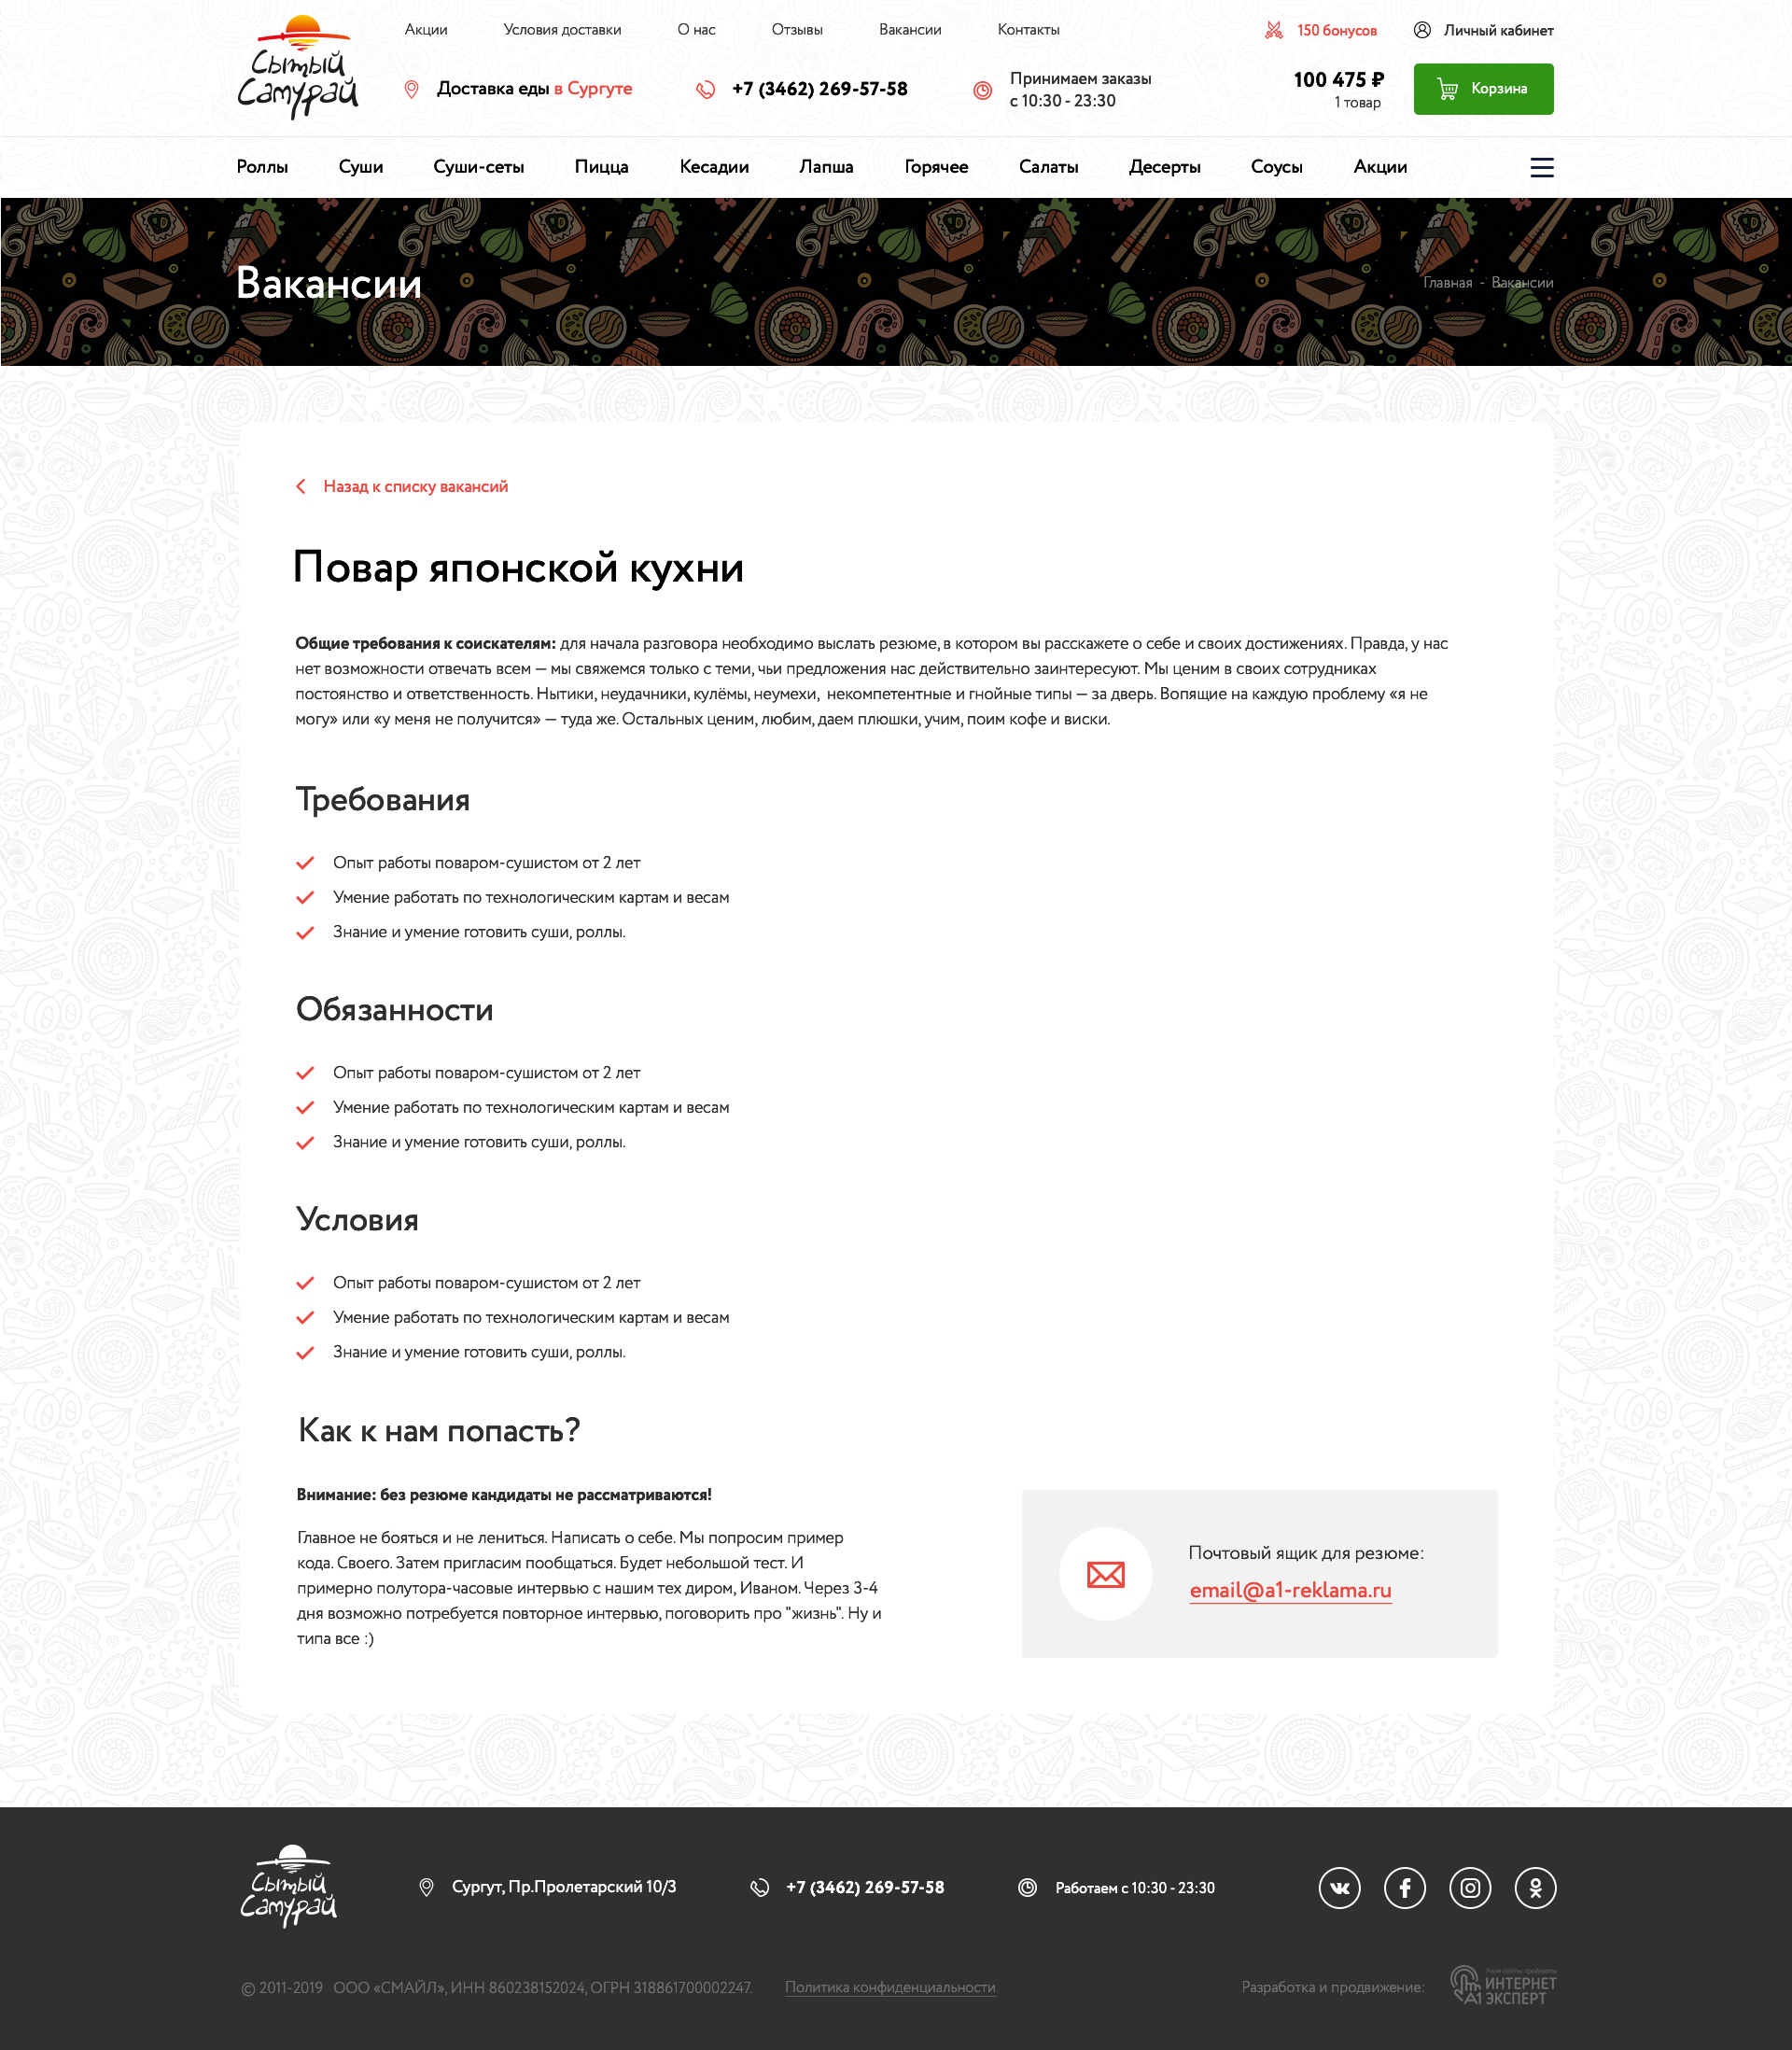 Сытый Самурай
Акции
Условия доставки
О нас
Отзывы
Вакансии
Контакты
150 бонусов
Личный кабинет
Доставка еды в Сургуте
+7 (3462) 269-57-58
Принимаем заказы
с 10:30 - 23:30
100 475 ₽
1 товар
Корзина
Роллы
Суши
Суши-сеты
Пицца
Кесадии
Лапша
Горячее
Салаты
Десерты
Соусы
Акции
Вакансии
Главная - Вакансии
Назад к списку вакансий
Повар японской кухни
Общие требования к соискателям: для начала разговора необходимо выслать резюме, в котором вы расскажете о себе и своих достижениях. Правда, у нас
нет возможности отвечать всем — мы свяжемся только с теми, чьи предложения нас действительно заинтересуют. Мы ценим в своих сотрудниках
постоянство и ответственность. Нытики, неудачники, кулёмы, неумехи,  некомпетентные и гнойные типы — за дверь. Вопящие на каждую проблему «я не
могу» или «у меня не получится» — туда же. Остальных ценим, любим, даем плюшки, учим, поим кофе и виски.
Требования
Опыт работы поваром-сушистом от 2 лет
Умение работать по технологическим картам и весам
Знание и умение готовить суши, роллы.
Обязанности
Опыт работы поваром-сушистом от 2 лет
Умение работать по технологическим картам и весам
Знание и умение готовить суши, роллы.
Условия
Опыт работы поваром-сушистом от 2 лет
Умение работать по технологическим картам и весам
Знание и умение готовить суши, роллы.
Как к нам попасть?
Внимание: без резюме кандидаты не рассматриваются!
Главное не бояться и не лениться. Написать о себе. Мы попросим пример
кода. Своего. Затем пригласим пообщаться. Будет небольшой тест. И
примерно полутора-часовые интервью с нашим тех диром, Иваном. Через 3-4
дня возможно потребуется повторное интервью, поговорить про "жизнь". Ну и
типа все :)
Почтовый ящик для резюме:
email@a1-reklama.ru
Сытый Самурай
Сургут, Пр.Пролетарский 10/3
+7 (3462) 269-57-58
Работаем с 10:30 - 23:30
© 2011-2019   ООО «СМАЙЛ», ИНН 860238152024, ОГРН 318861700002247.
Политика конфиденциальности
Разработка и продвижение:
А1 ИНТЕРНЕТ
ЭКСПЕРТ